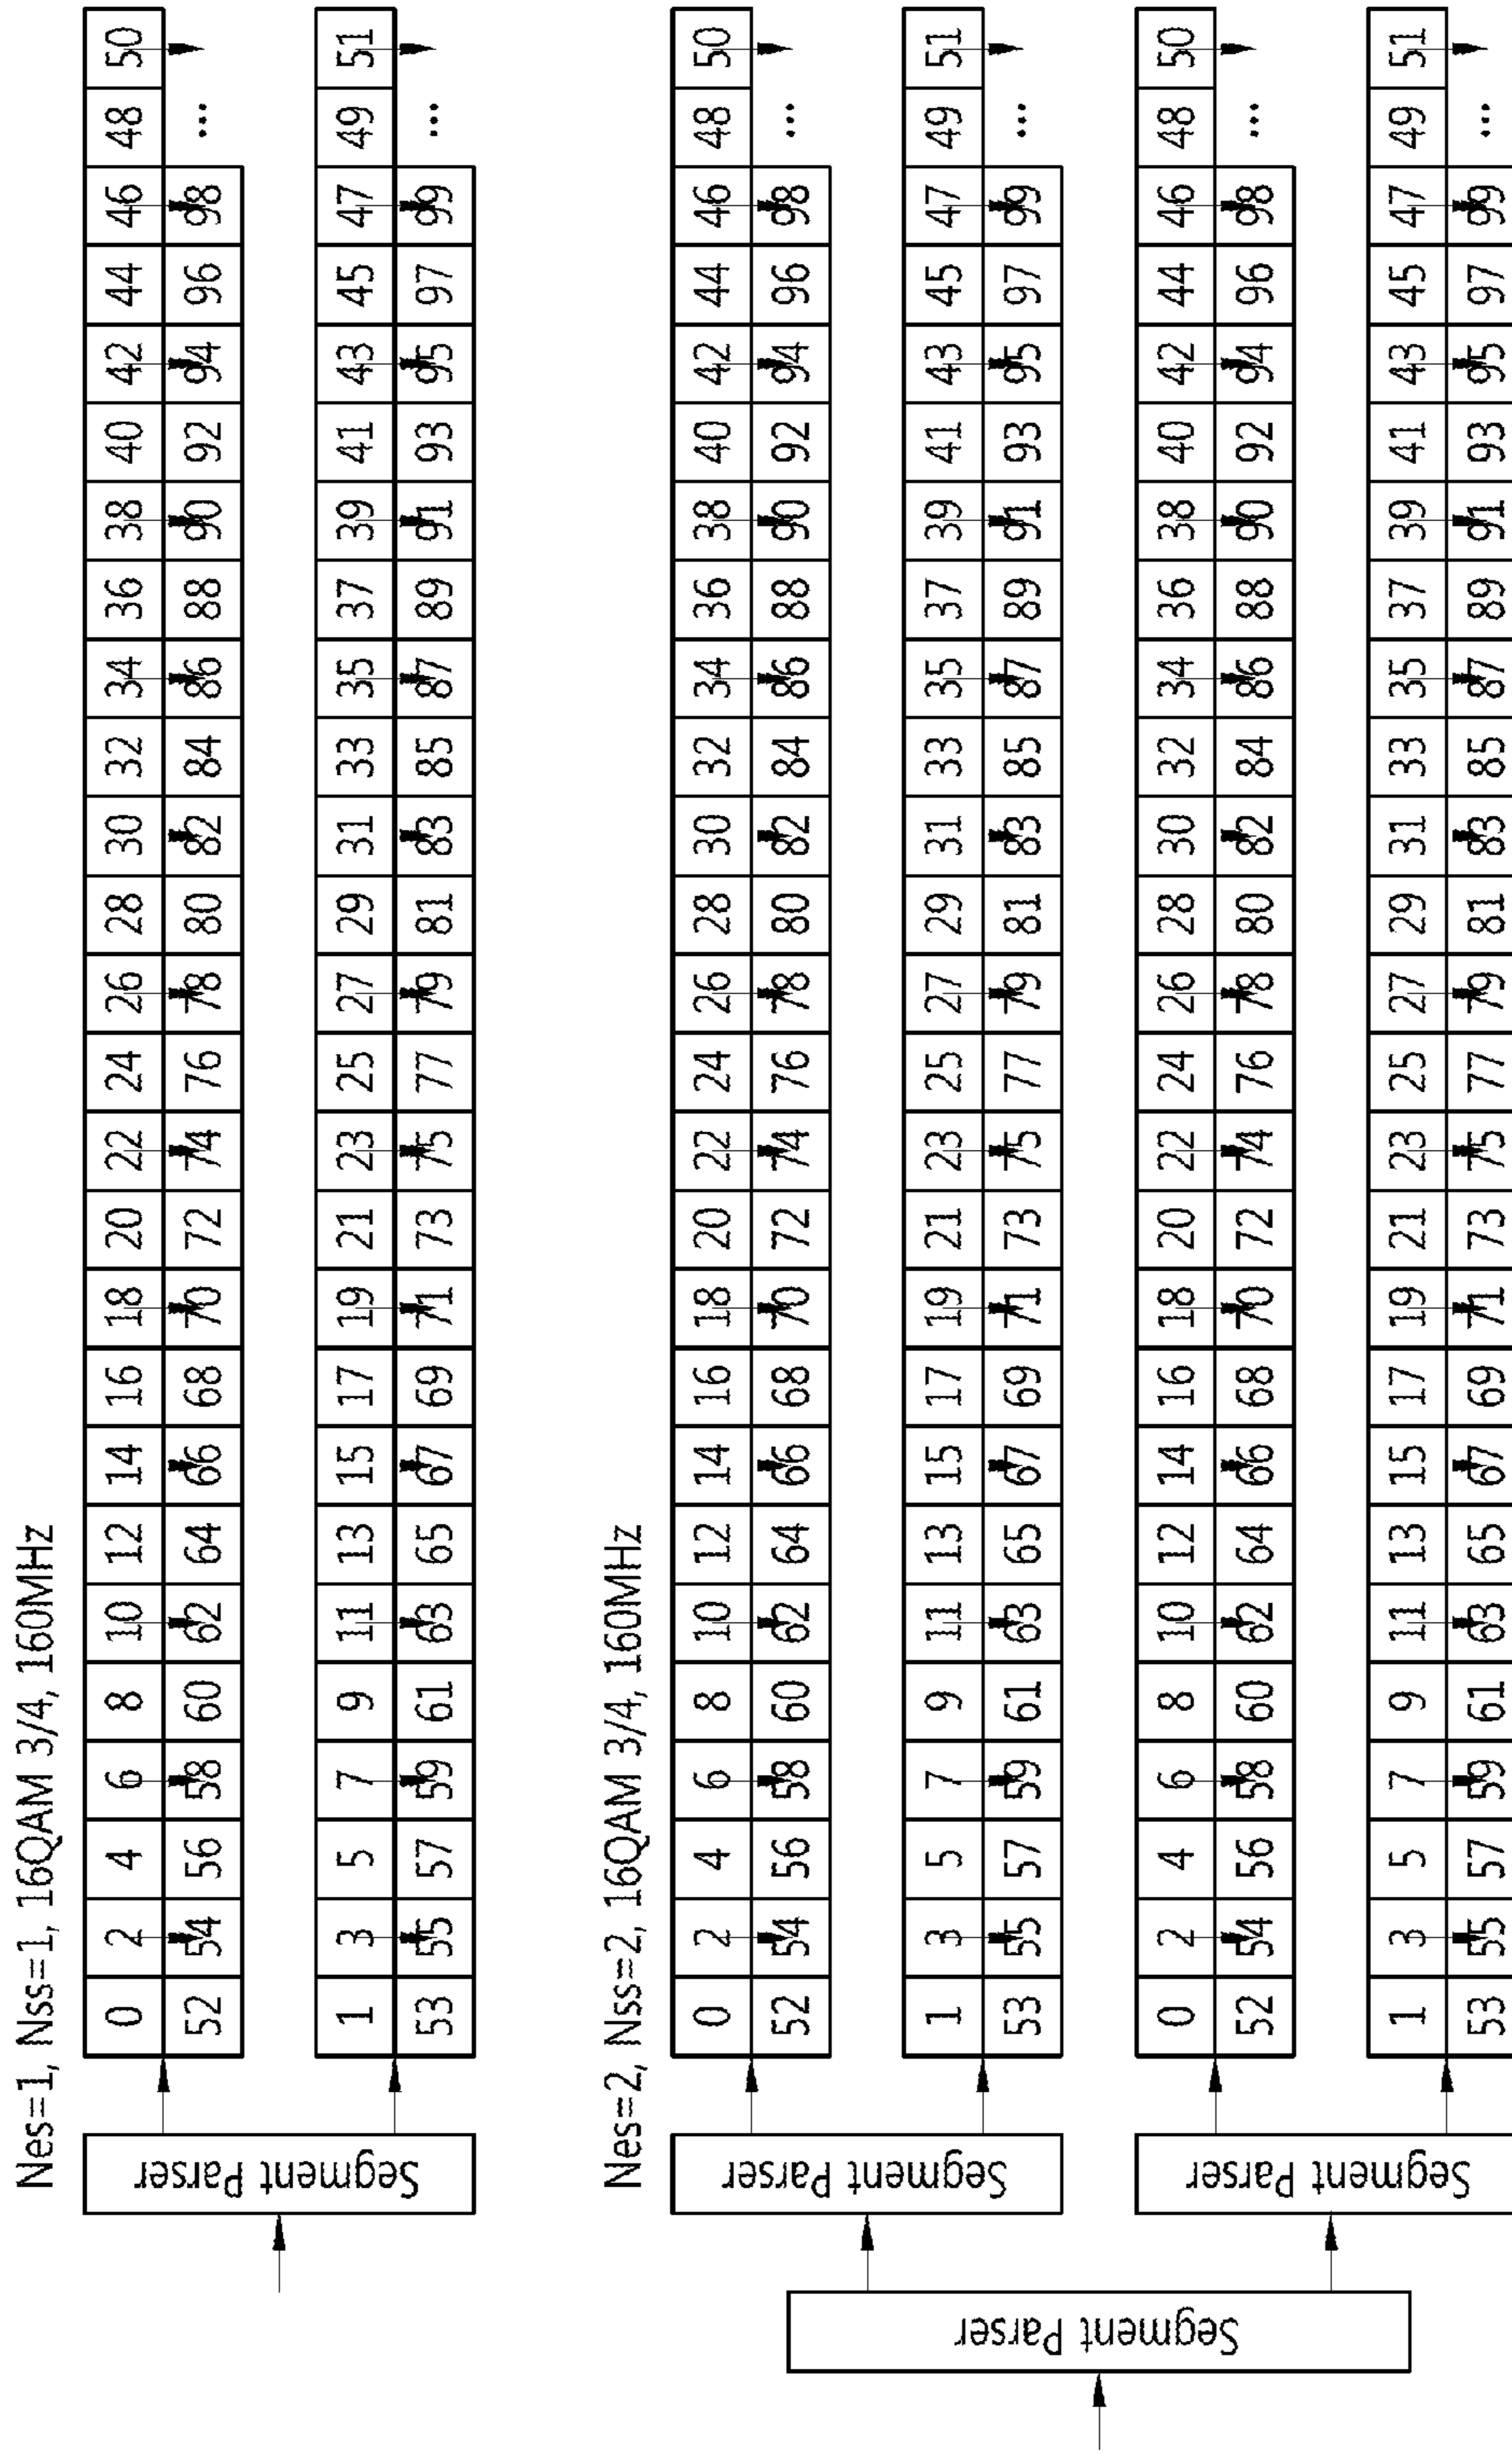 Nes=1, Nss=1, 16QAM 3/4, 160MHz
Segment Parser
0 2 4 6 8 10 12 14 16 18 20 22 24 26 28 30 32 34 36 38 40 42 44 46 48 50
52 54 56 58 60 62 64 66 68 70 72 74 76 78 80 82 84 86 88 90 92 94 96 98 ...
1 3 5 7 9 11 13 15 17 19 21 23 25 27 29 31 33 35 37 39 41 43 45 47 49 51
53 55 57 59 61 63 65 67 69 71 73 75 77 79 81 83 85 87 89 91 93 95 97 99 ...
Nes=2, Nss=2, 16QAM 3/4, 160MHz
Segment Parser
Segment Parser
0 2 4 6 8 10 12 14 16 18 20 22 24 26 28 30 32 34 36 38 40 42 44 46 48 50
52 54 56 58 60 62 64 66 68 70 72 74 76 78 80 82 84 86 88 90 92 94 96 98 ...
1 3 5 7 9 11 13 15 17 19 21 23 25 27 29 31 33 35 37 39 41 43 45 47 49 51
53 55 57 59 61 63 65 67 69 71 73 75 77 79 81 83 85 87 89 91 93 95 97 99 ...
Segment Parser
0 2 4 6 8 10 12 14 16 18 20 22 24 26 28 30 32 34 36 38 40 42 44 46 48 50
52 54 56 58 60 62 64 66 68 70 72 74 76 78 80 82 84 86 88 90 92 94 96 98 ...
1 3 5 7 9 11 13 15 17 19 21 23 25 27 29 31 33 35 37 39 41 43 45 47 49 51
53 55 57 59 61 63 65 67 69 71 73 75 77 79 81 83 85 87 89 91 93 95 97 99 ...